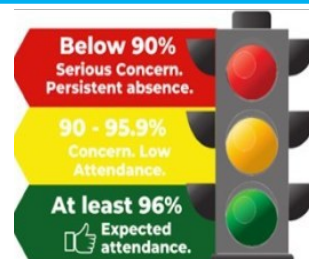 Below 90%
Serious Concern.
Persistent absence.
90 - 95.9%
Concern. Low
Attendance.
At least 96%
Expected
attendance.